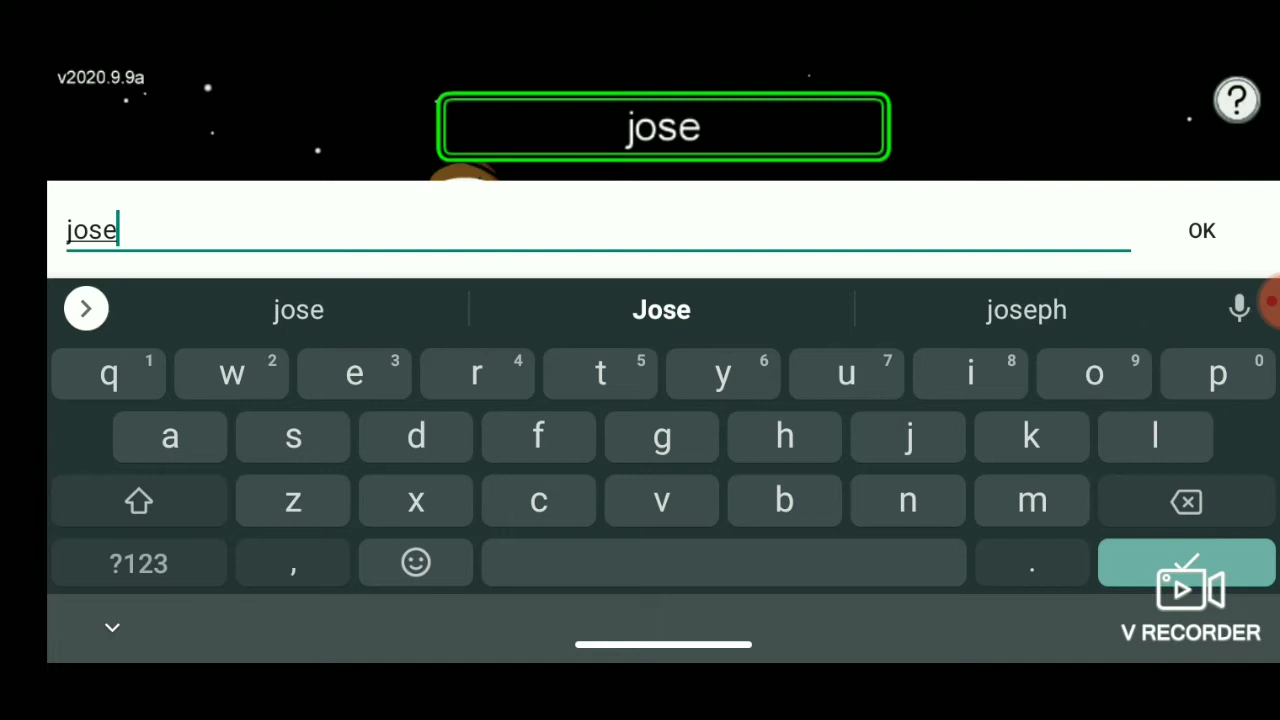 v2020.9.9a
?
jose
jose
OK
jose Jose joseph
q 1 w 2 e 3 r 4 t 5 y 6 u 7 i 8 o 9 p 0
a s d f g h j k l
z x c v b n m
?123 , .
V RECORDER